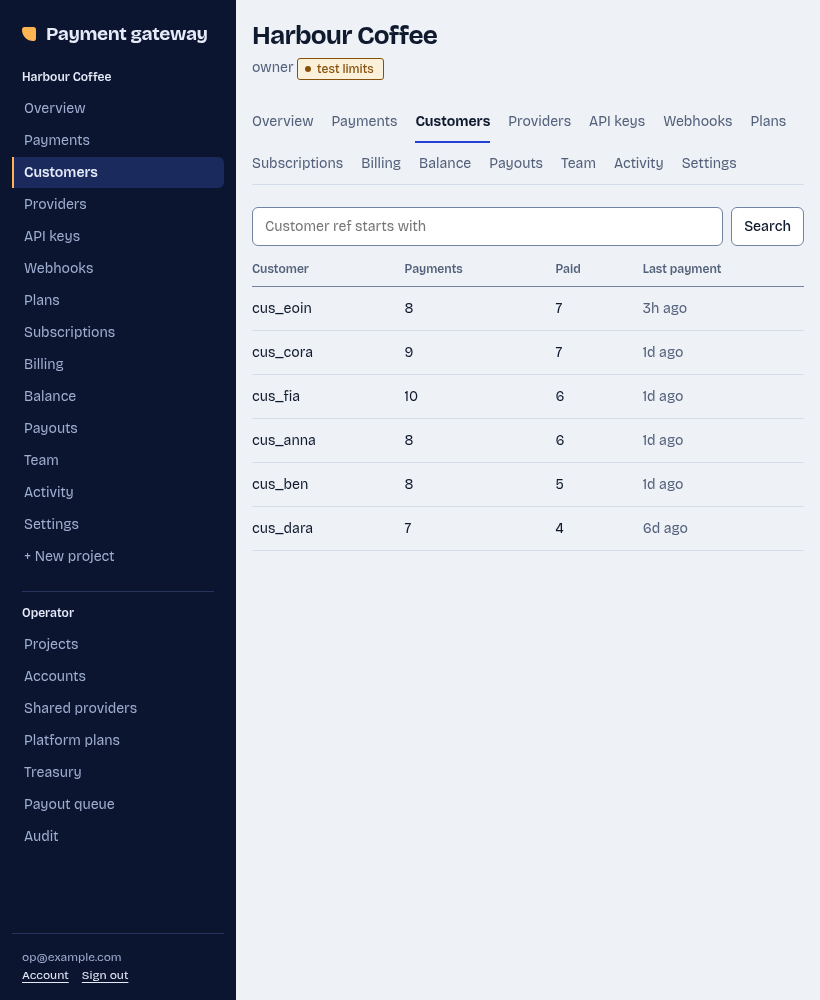 Payment gateway
Harbour Coffee
Overview
Payments
Customers
Providers
API keys
Webhooks
Plans
Subscriptions
Billing
Balance
Payouts
Team
Activity
Settings
+ New project
Operator
Projects
Accounts
Shared providers
Platform plans
Treasury
Payout queue
Audit
op@example.com
Account Sign out
Harbour Coffee
owner test limits
Overview Payments Customers Providers API keys Webhooks Plans
Subscriptions Billing Balance Payouts Team Activity Settings
Customer ref starts with Search
Customer Payments Paid Last payment
cus_eoin 8 7 3h ago
cus_cora 9 7 1d ago
cus_fia 10 6 1d ago
cus_anna 8 6 1d ago
cus_ben 8 5 1d ago
cus_dara 7 4 6d ago